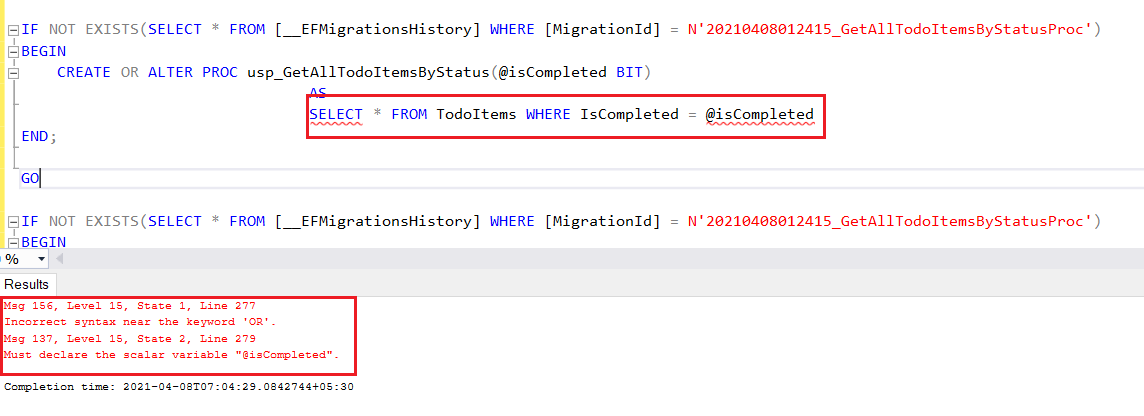 IF NOT EXISTS(SELECT * FROM [__EFMigrationsHistory] WHERE [MigrationId] = N'20210408012415_GetAllTodoItemsByStatusProc')
BEGIN
CREATE OR ALTER PROC usp_GetAllTodoItemsByStatus(@isCompleted BIT)
AS
SELECT * FROM TodoItems WHERE IsCompleted = @isCompleted
END;
GO
IF NOT EXISTS(SELECT * FROM [__EFMigrationsHistory] WHERE [MigrationId] = N'20210408012415_GetAllTodoItemsByStatusProc')
BEGIN
%
Results
Msg 156, Level 15, State 1, Line 277
Incorrect syntax near the keyword 'OR'.
Msg 137, Level 15, State 2, Line 279
Must declare the scalar variable "@isCompleted".
Completion time: 2021-04-08T07:04:29.0842744+05:30